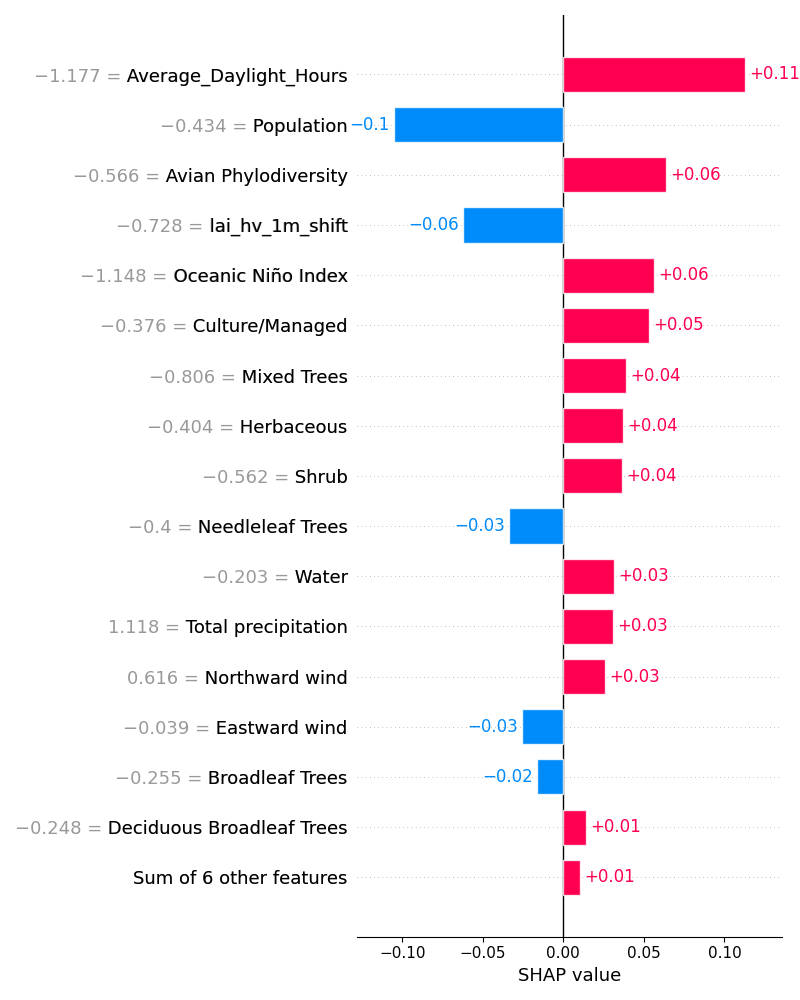 −1.177 = Average_Daylight_Hours +0.11
−0.434 = Population −0.1
−0.566 = Avian Phylodiversity +0.06
−0.728 = lai_hv_1m_shift −0.06
−1.148 = Oceanic Niño Index +0.06
−0.376 = Culture/Managed +0.05
−0.806 = Mixed Trees +0.04
−0.404 = Herbaceous +0.04
−0.562 = Shrub +0.04
−0.4 = Needleleaf Trees −0.03
−0.203 = Water +0.03
1.118 = Total precipitation +0.03
0.616 = Northward wind +0.03
−0.039 = Eastward wind −0.03
−0.255 = Broadleaf Trees −0.02
−0.248 = Deciduous Broadleaf Trees +0.01
Sum of 6 other features +0.01
−0.10 −0.05 0.00 0.05 0.10
SHAP value